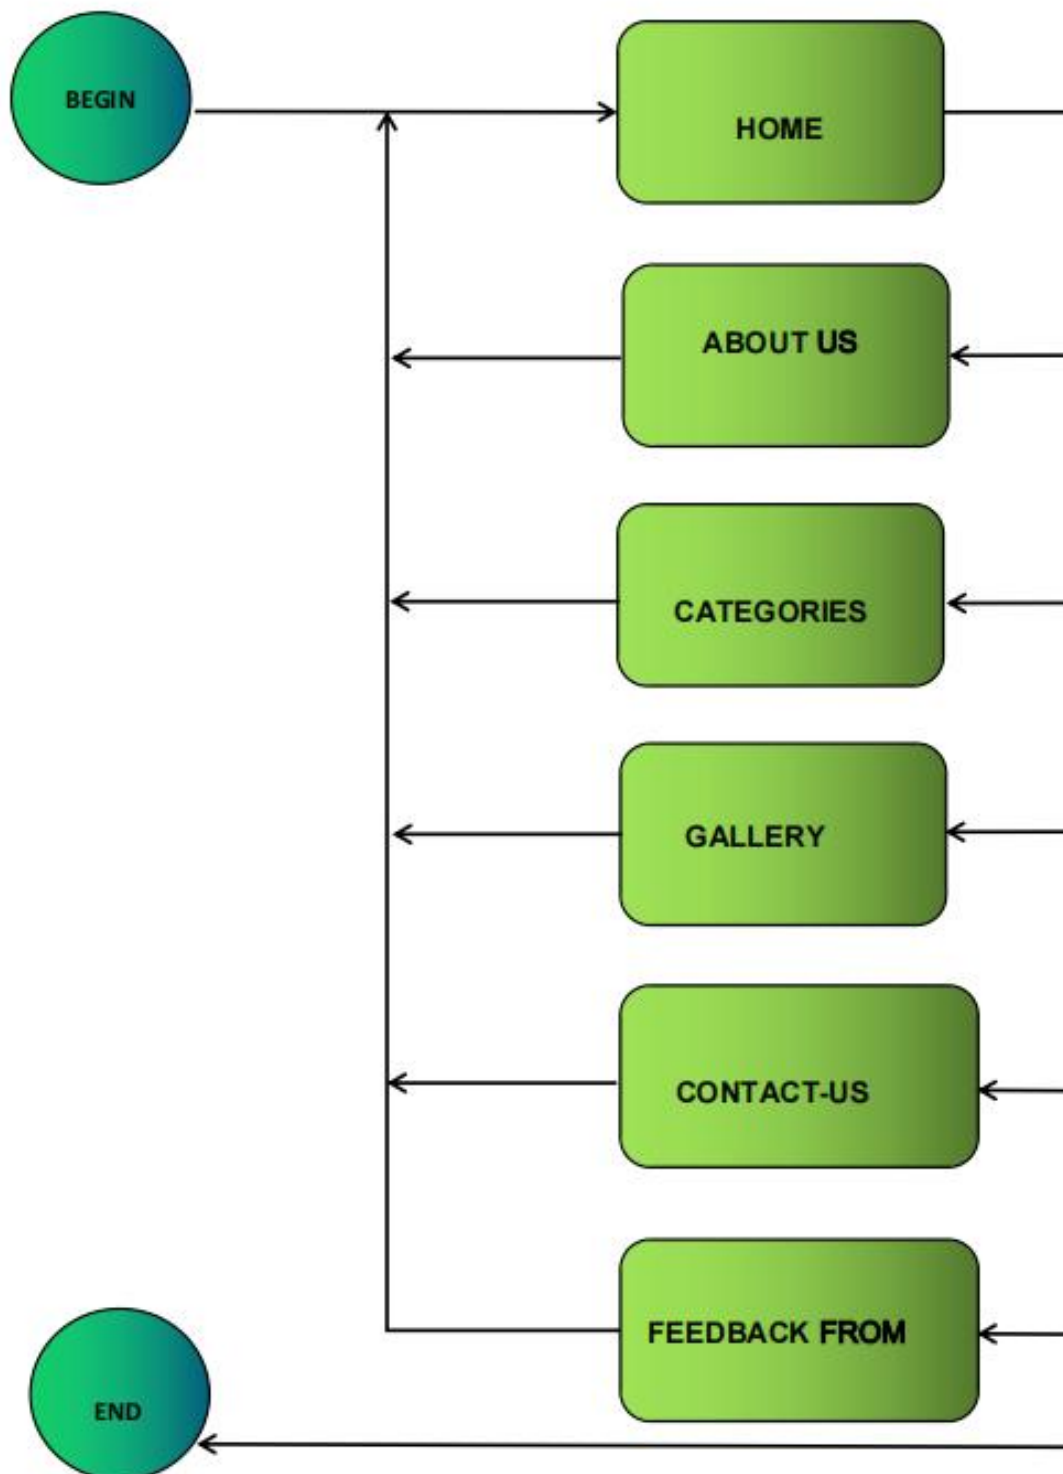 BEGIN
HOME
ABOUT US
CATEGORIES
GALLERY
CONTACT-US
FEEDBACK FROM
END